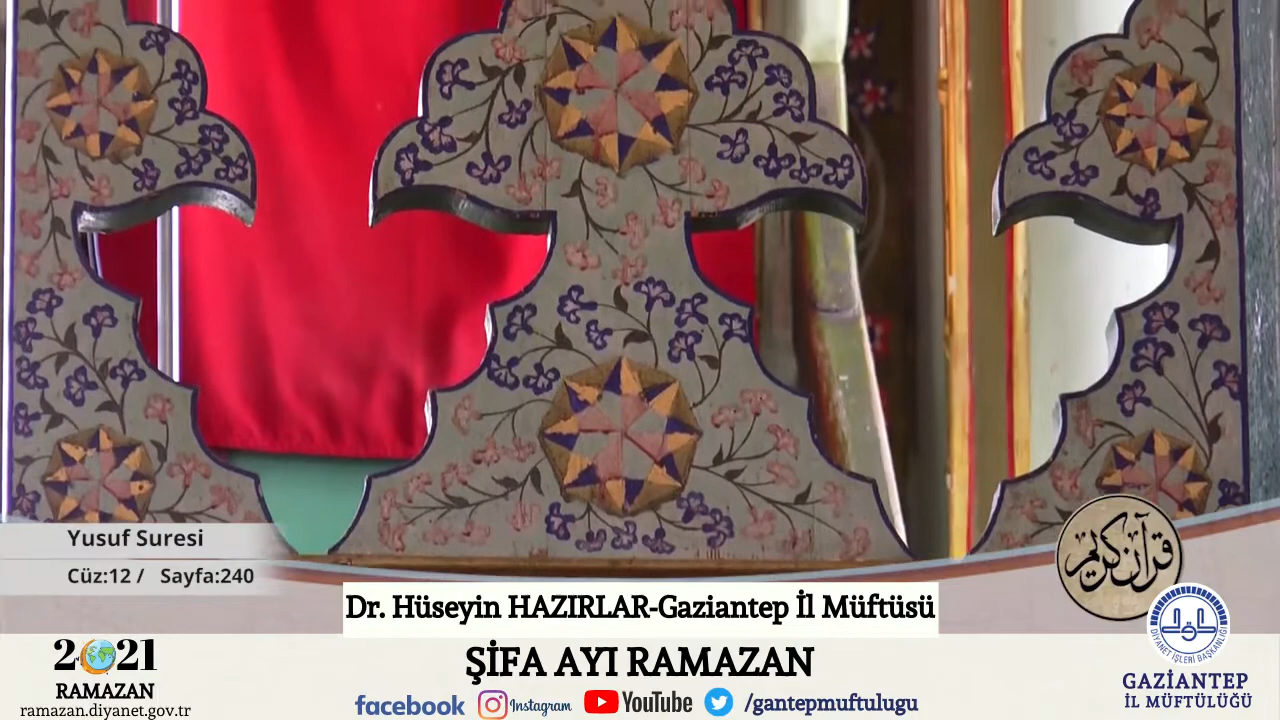 Yusuf Suresi
Cüz:12 / Sayfa:240
قرآن كريم
Dr. Hüseyin HAZIRLAR-Gaziantep İl Müftüsü
ŞİFA AYI RAMAZAN
2021
RAMAZAN
ramazan.diyanet.gov.tr
facebook Instagram YouTube /gantepmuftulugu
DİYANET İŞLERİ BAŞKANLIĞI
GAZİANTEP
İL MÜFTÜLÜĞÜ